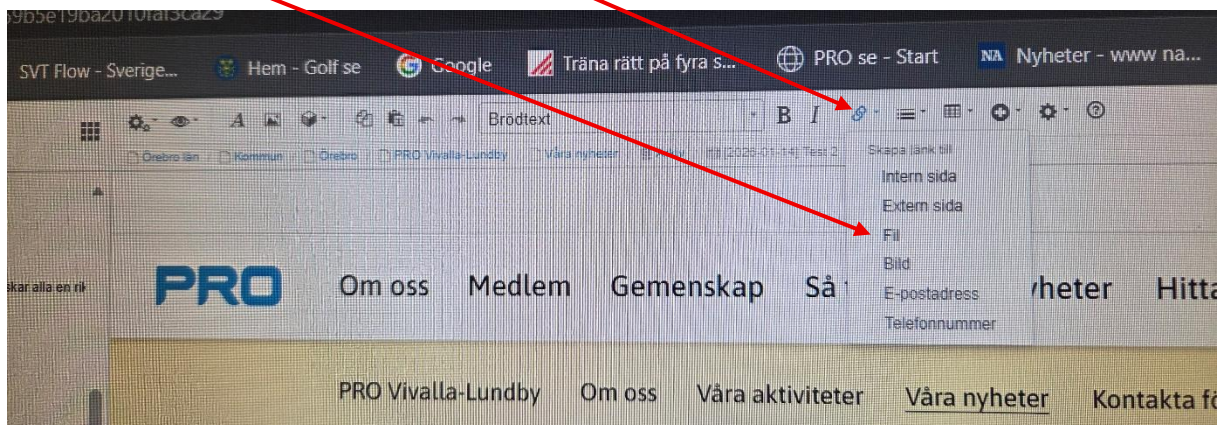 SVT Flow - Sverige... Hem - Golf se Google Träna rätt på fyra s... PRO se - Start NA Nyheter - www na...
Brödtext B I
Örebro län Kommun Örebro PRO Vivalla-Lundby Våra nyheter Test 2
Skapa länk till
Intern sida
Extern sida
Fil
Bild
E-postadress
Telefonnummer
skar alla en rik
PRO Om oss Medlem Gemenskap Så heter Hitta
PRO Vivalla-Lundby Om oss Våra aktiviteter Våra nyheter Kontakta fö